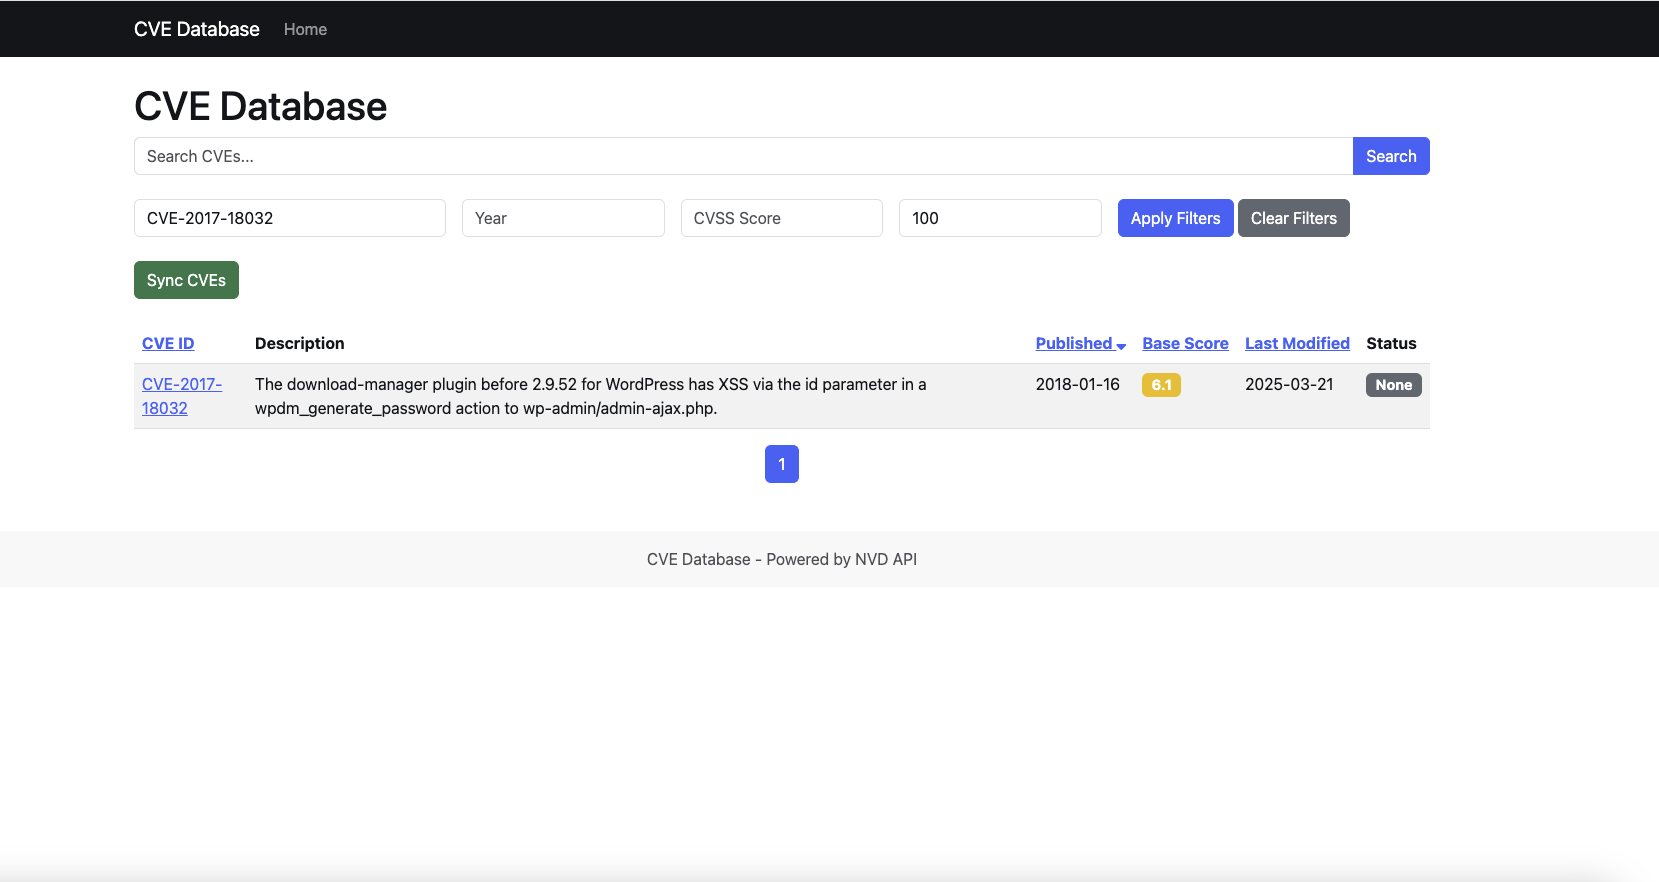 CVE Database Home
CVE Database
Search CVEs... Search
CVE-2017-18032 Year CVSS Score 100 Apply Filters Clear Filters
Sync CVEs
CVE ID Description Published Base Score Last Modified Status
CVE-2017- The download-manager plugin before 2.9.52 for WordPress has XSS via the id parameter in a 2018-01-16 6.1 2025-03-21 None
18032 wpdm_generate_password action to wp-admin/admin-ajax.php.
1
CVE Database - Powered by NVD API